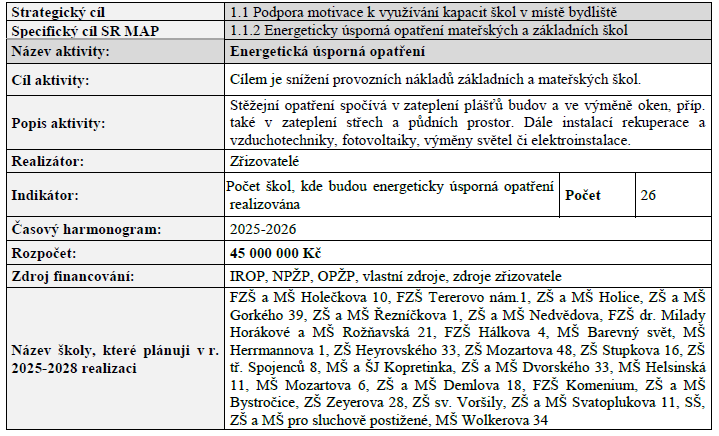 Strategický cíl 1.1 Podpora motivace k využívání kapacit škol v místě bydliště
Specifický cíl SR MAP 1.1.2 Energeticky úsporná opatření mateřských a základních škol
Název aktivity: Energetická úsporná opatření
Cíl aktivity: Cílem je snížení provozních nákladů základních a mateřských škol.
Popis aktivity: Stěžejní opatření spočívá v zateplení plášťů budov a ve výměně oken, příp.
také v zateplení střech a půdních prostor. Dále instalací rekuperace a
vzduchotechniky, fotovoltaiky, výměny světel či elektroinstalace.
Realizátor: Zřizovatelé
Indikátor: Počet škol, kde budou energeticky úsporná opatření
realizována Počet 26
Časový harmonogram: 2025-2026
Rozpočet: 45 000 000 Kč
Zdroj financování: IROP, NPŽP, OPŽP, vlastní zdroje, zdroje zřizovatele
Název školy, které plánují v r.
2025-2028 realizaci
FZŠ a MŠ Holečkova 10, FZŠ Tererovo nám.1, ZŠ a MŠ Holice, ZŠ a MŠ
Gorkého 39, ZŠ a MŠ Řezníčkova 1, ZŠ a MŠ Nedvědova, FZŠ dr. Milady
Horákové a MŠ Rožňavská 21, FZŠ Hálkova 4, MŠ Barevný svět, MŠ
Herrmannova 1, ZŠ Heyrovského 33, ZŠ Mozartova 48, ZŠ Stupkova 16, ZŠ
tř. Spojenců 8, MŠ a ŠJ Kopretinka, ZŠ a MŠ Dvorského 33, MŠ Helsinská
11, MŠ Mozartova 6, ZŠ a MŠ Demlova 18, FZŠ Komenium, ZŠ a MŠ
Bystročice, ZŠ Zeyerova 28, ZŠ sv. Voršily, ZŠ a MŠ Svatoplukova 11, SŠ,
ZŠ a MŠ pro sluchově postižené, MŠ Wolkerova 34